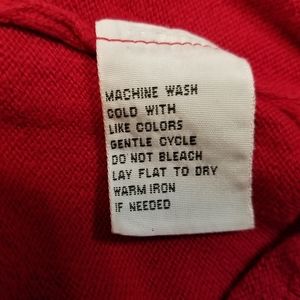 MACHINE WASH
COLD WITH
LIKE COLORS
GENTLE CYCLE
DO NOT BLEACH
LAY FLAT TO DRY
WARM IRON
IF NEEDED